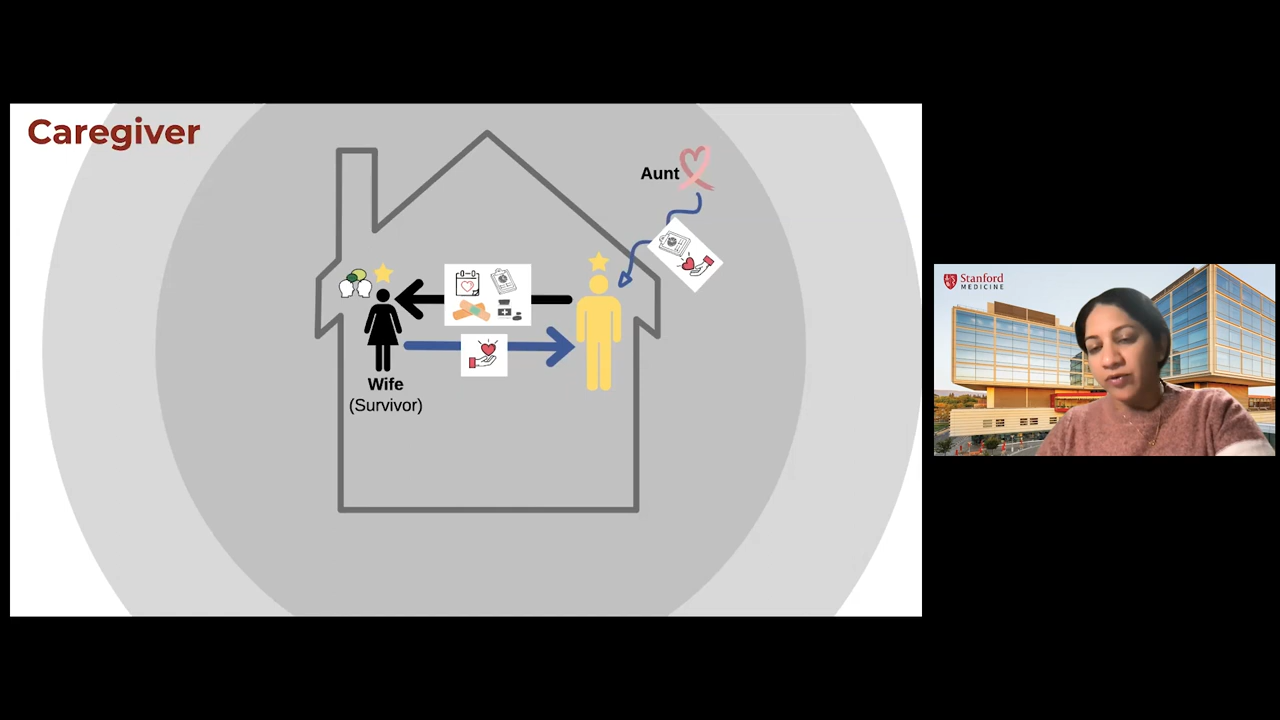 Caregiver
Aunt
Wife
(Survivor)
Stanford
MEDICINE